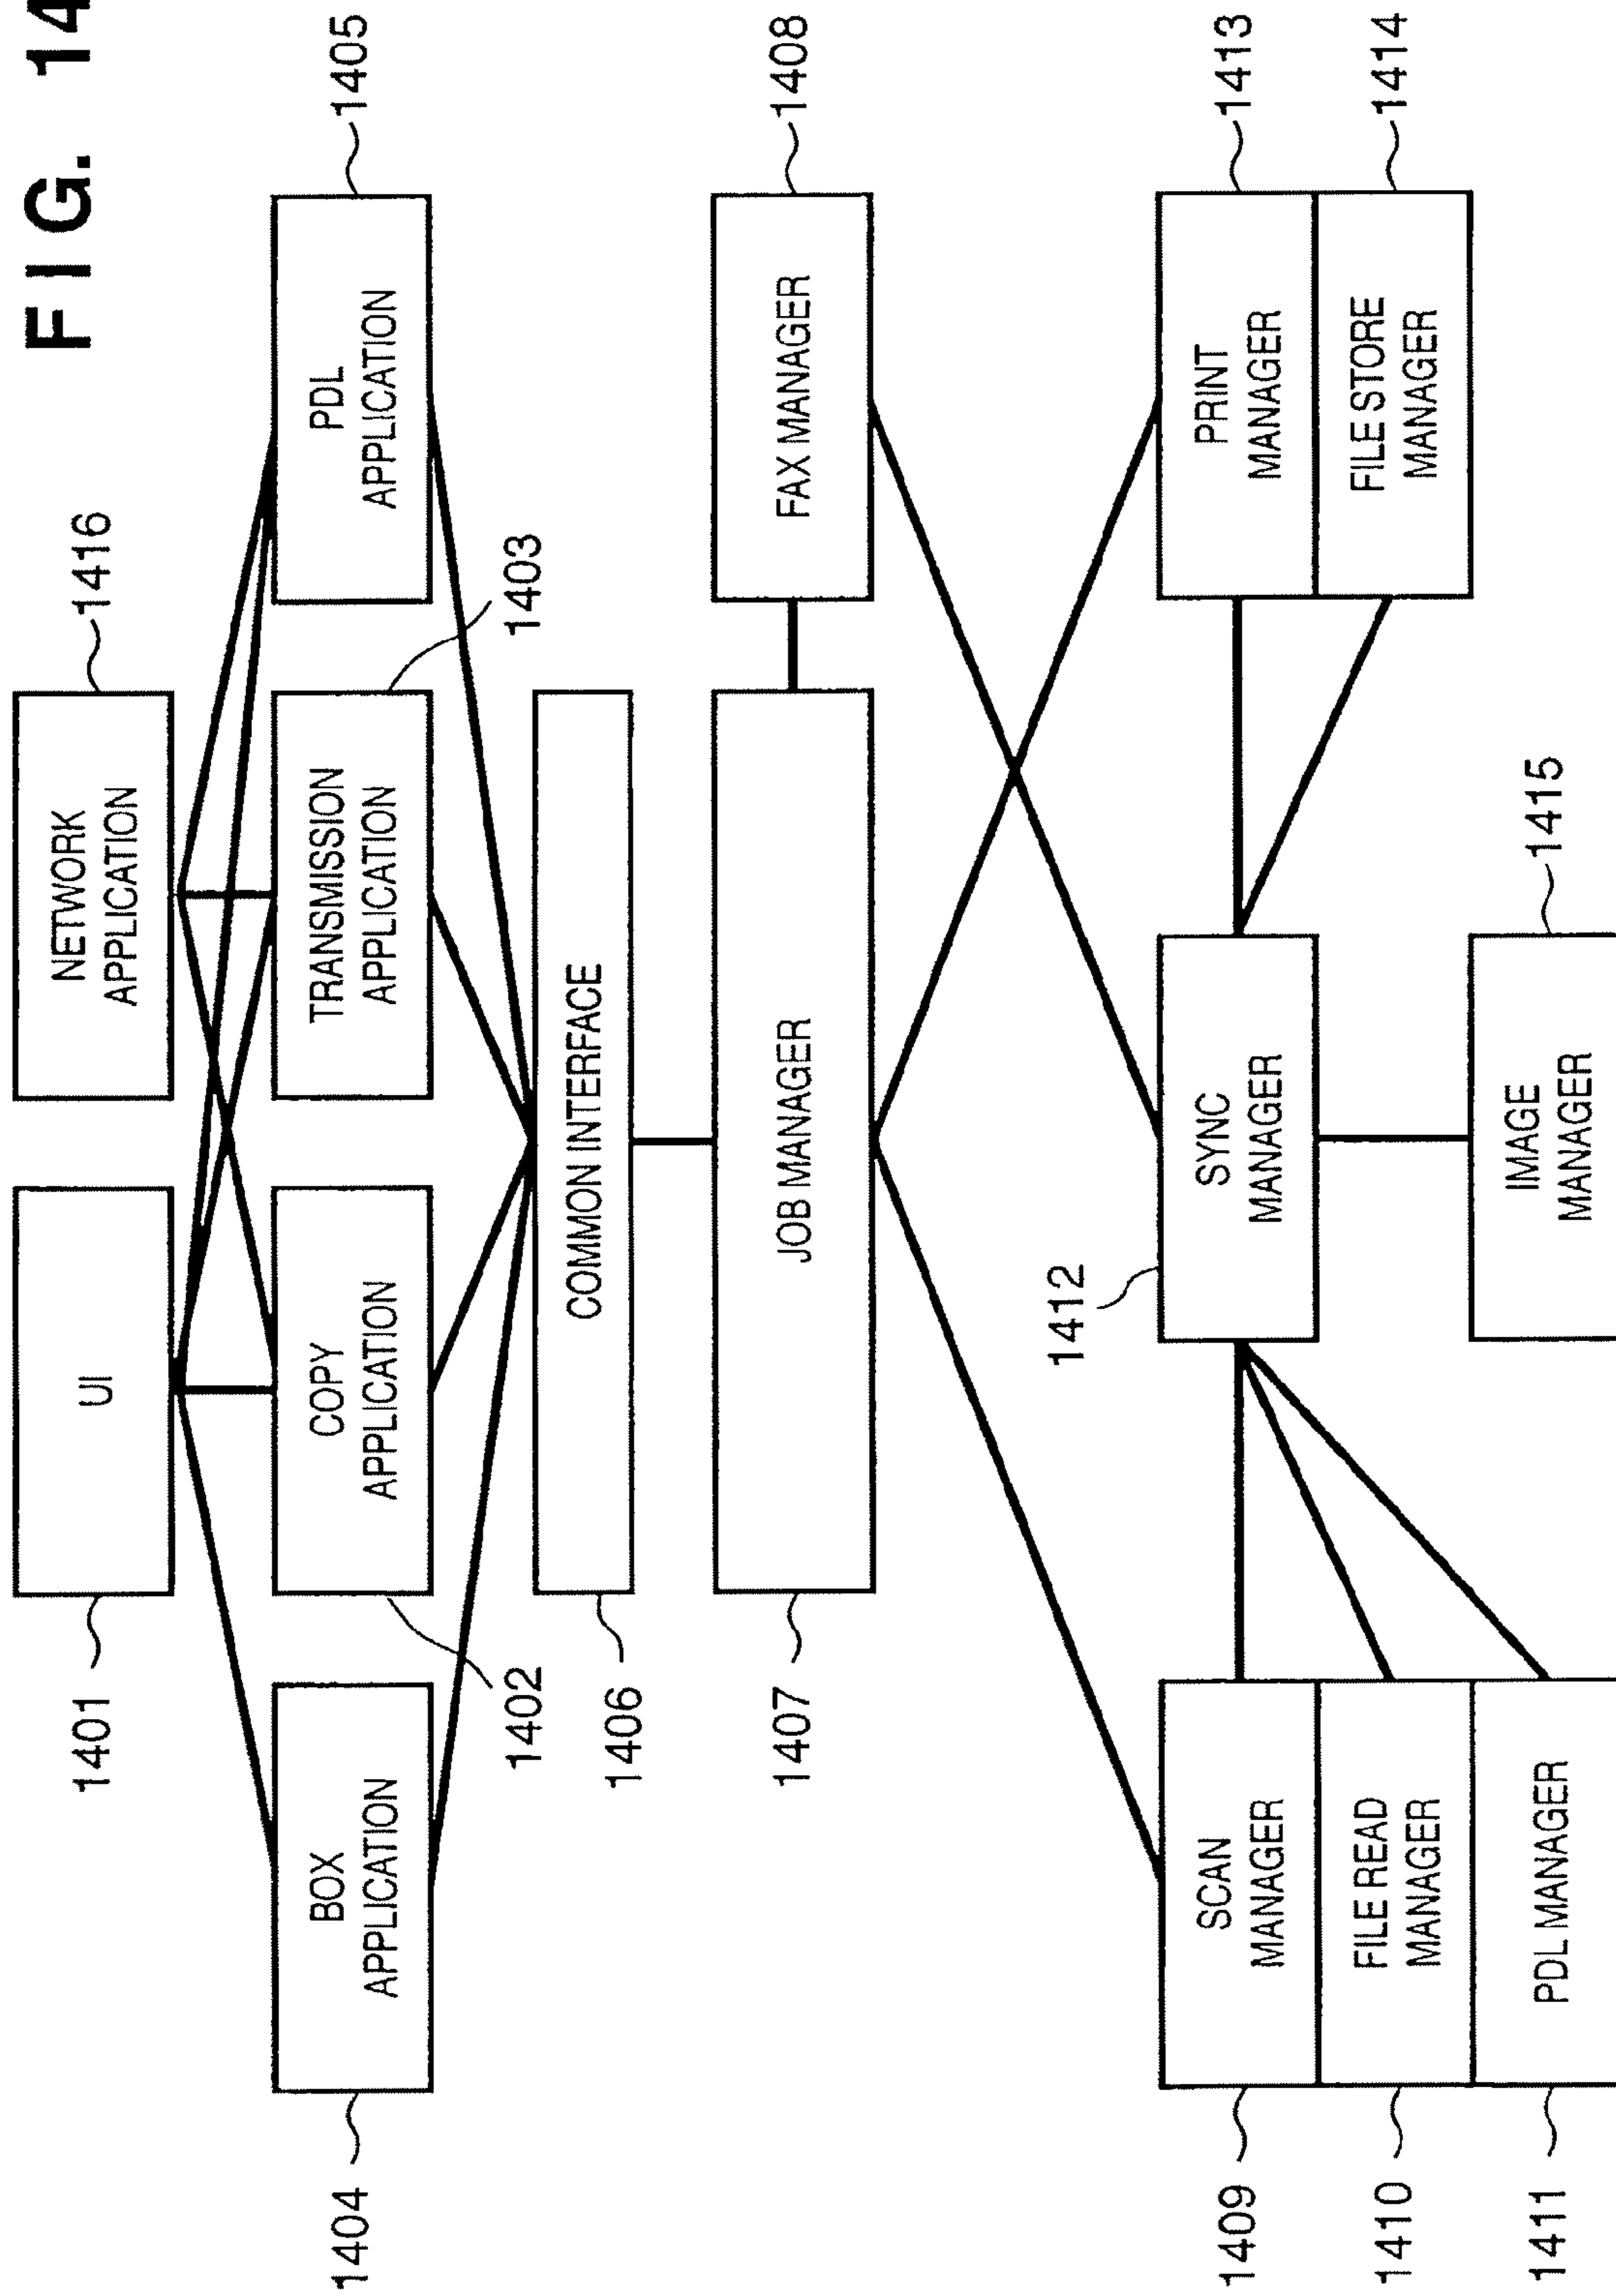 FIG. 14
UI
NETWORK
APPLICATION
1401
1416
BOX
APPLICATION
COPY
APPLICATION
TRANSMISSION
APPLICATION
PDL
APPLICATION
1404
1405
1402
1403
COMMON INTERFACE
1406
JOB MANAGER
FAX MANAGER
1407
1408
1412
SCAN
MANAGER
SYNC
MANAGER
PRINT
MANAGER
1409
1413
FILE READ
MANAGER
FILE STORE
MANAGER
1410
1414
PDL MANAGER
IMAGE
MANAGER
1411
1415